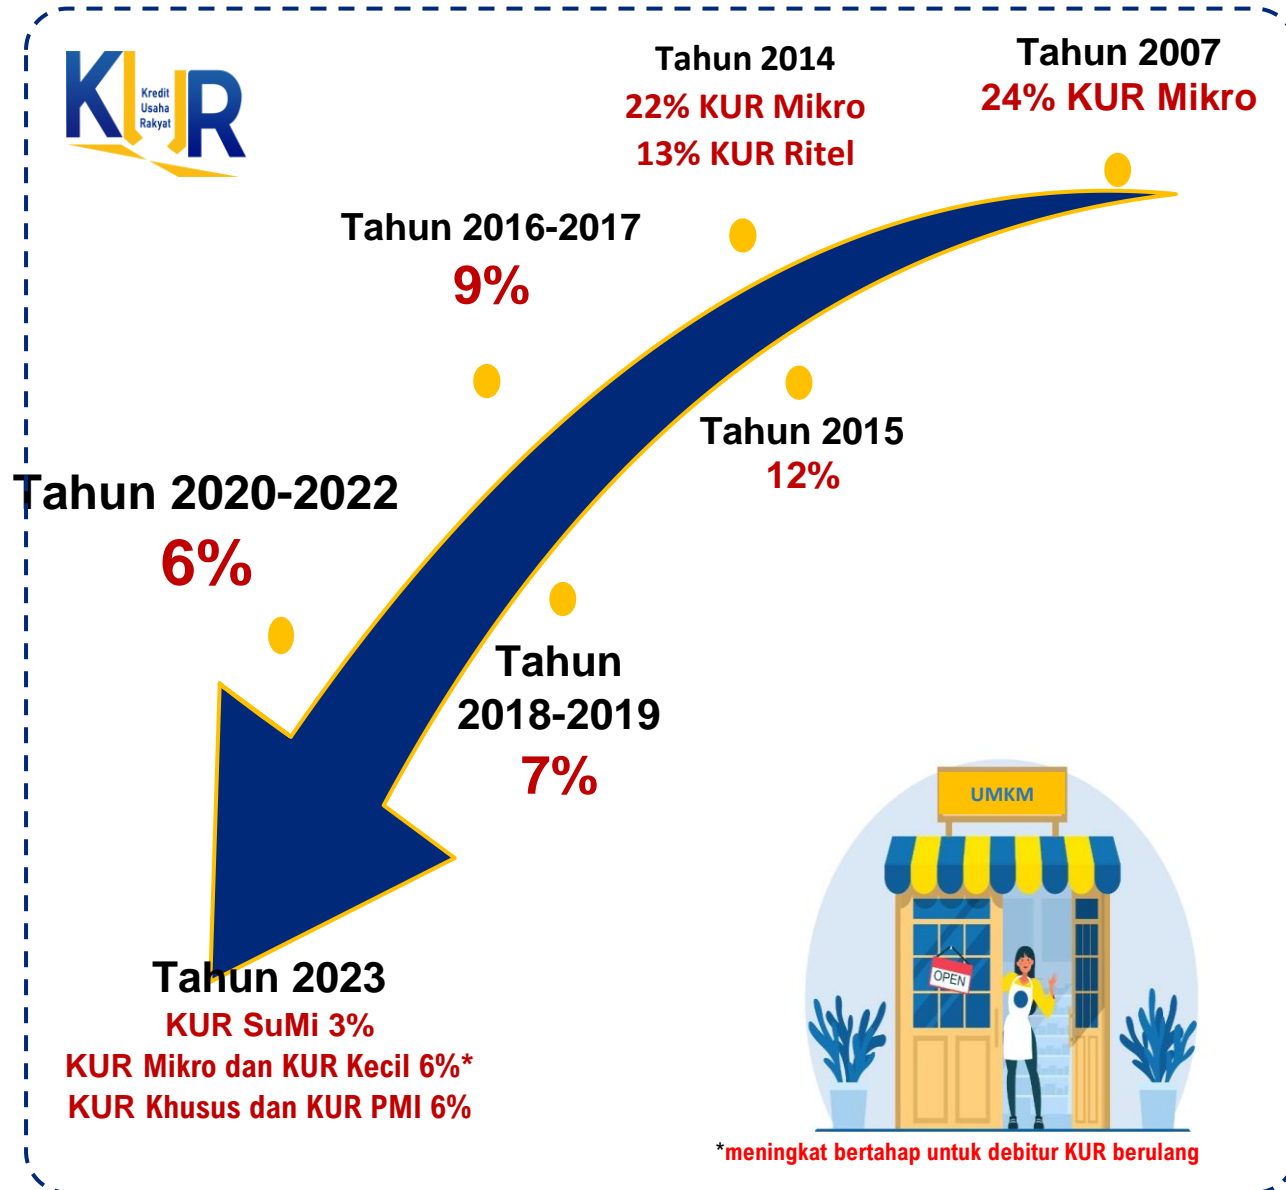 KUR
Kredit
Usaha
Rakyat
Tahun 2007
24% KUR Mikro
Tahun 2014
22% KUR Mikro
13% KUR Ritel
Tahun 2015
12%
Tahun 2016-2017
9%
Tahun
2018-2019
7%
Tahun 2020-2022
6%
Tahun 2023
KUR SuMi 3%
KUR Mikro dan KUR Kecil 6%*
KUR Khusus dan KUR PMI 6%
UMKM
OPEN
*meningkat bertahap untuk debitur KUR berulang